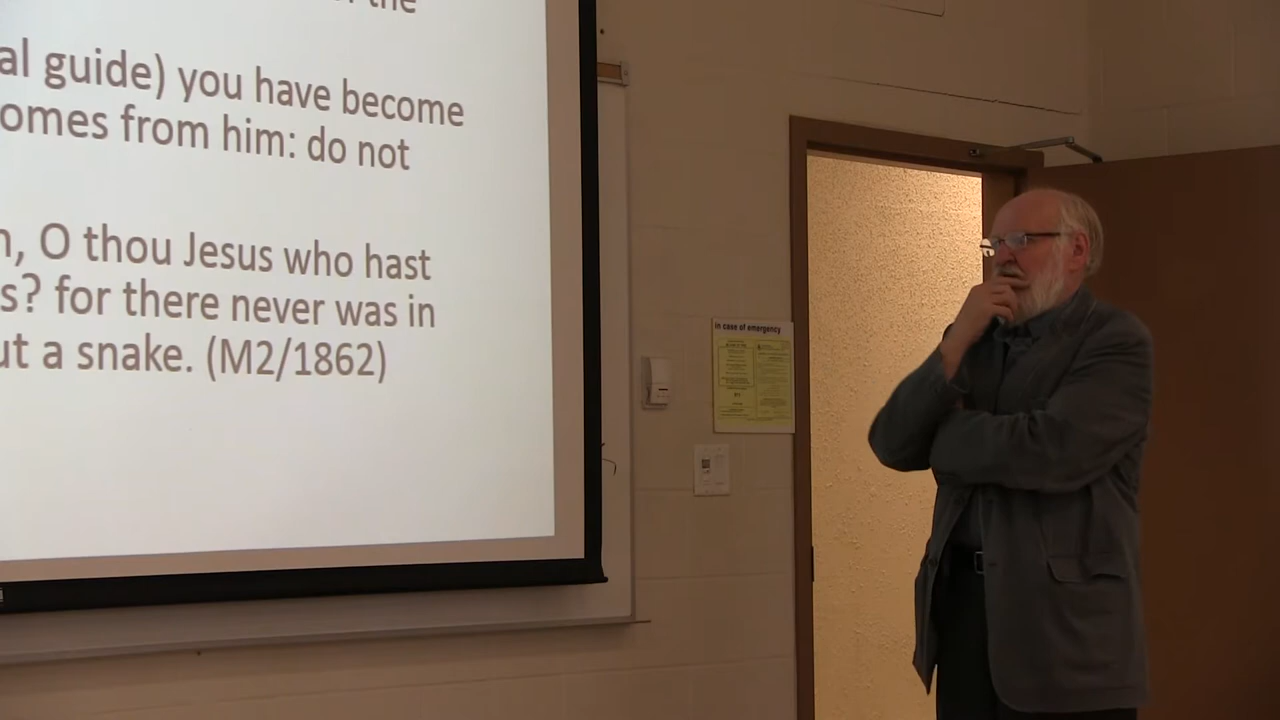 the
al guide) you have become
omes from him: do not
, O thou Jesus who hast
s? for there never was in
ut a snake. (M2/1862)
in case of emergency